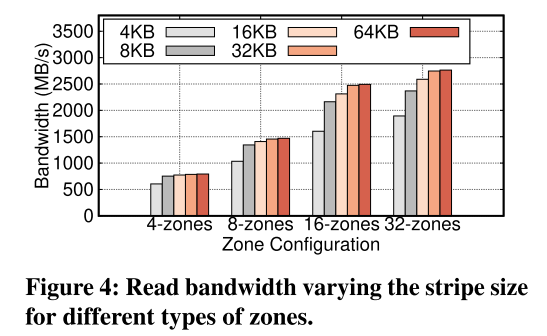 4KB 16KB 64KB
8KB 32KB
3500
3000
2500
2000
1500
1000
500
0
Bandwidth (MB/s)
4-zones 8-zones 16-zones 32-zones
Zone Configuration
Figure 4: Read bandwidth varying the stripe size
for different types of zones.